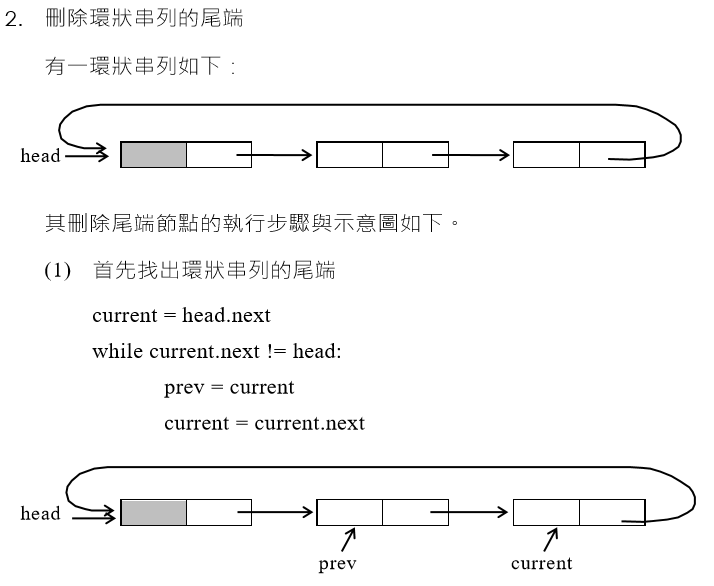 2. 刪除環狀串列的尾端
有一環狀串列如下：
head
其刪除尾端節點的執行步驟與示意圖如下。
(1) 首先找出環狀串列的尾端
current = head.next
while current.next != head:
prev = current
current = current.next
head
prev current